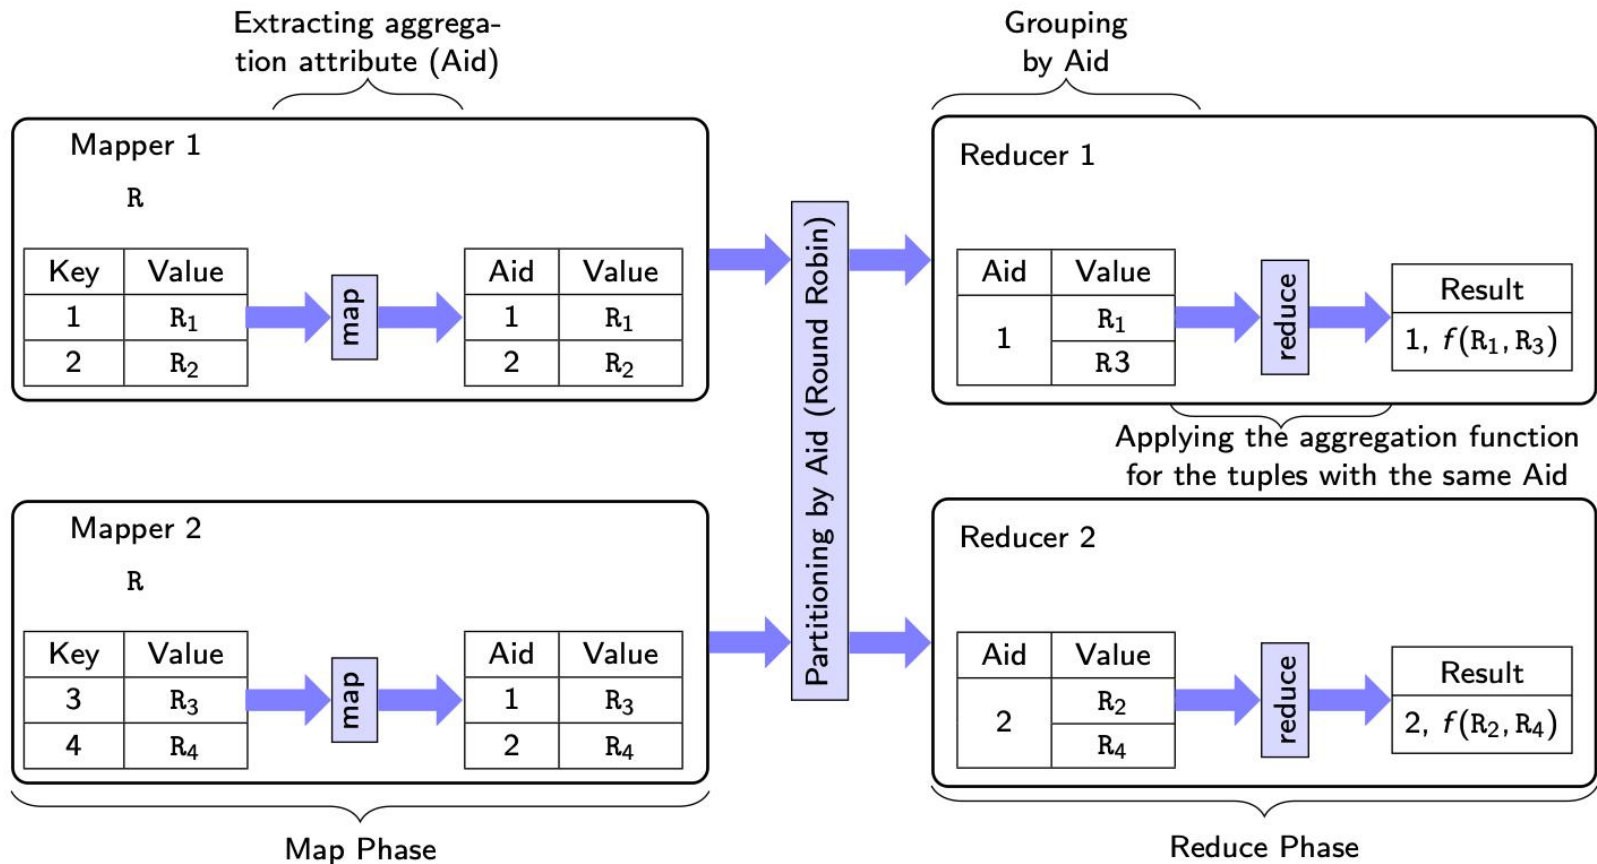 Extracting aggrega-
tion attribute (Aid)
Grouping
by Aid
Mapper 1
R
Key Value
1 R₁
2 R₂
map
Aid Value
1 R₁
2 R₂
Mapper 2
R
Key Value
3 R₃
4 R₄
map
Aid Value
1 R₃
2 R₄
Map Phase
Partitioning by Aid (Round Robin)
Reducer 1
Aid Value
1 R₁
R3
reduce
Result
1, f(R₁, R₃)
Applying the aggregation function
for the tuples with the same Aid
Reducer 2
Aid Value
2 R₂
R₄
reduce
Result
2, f(R₂, R₄)
Reduce Phase